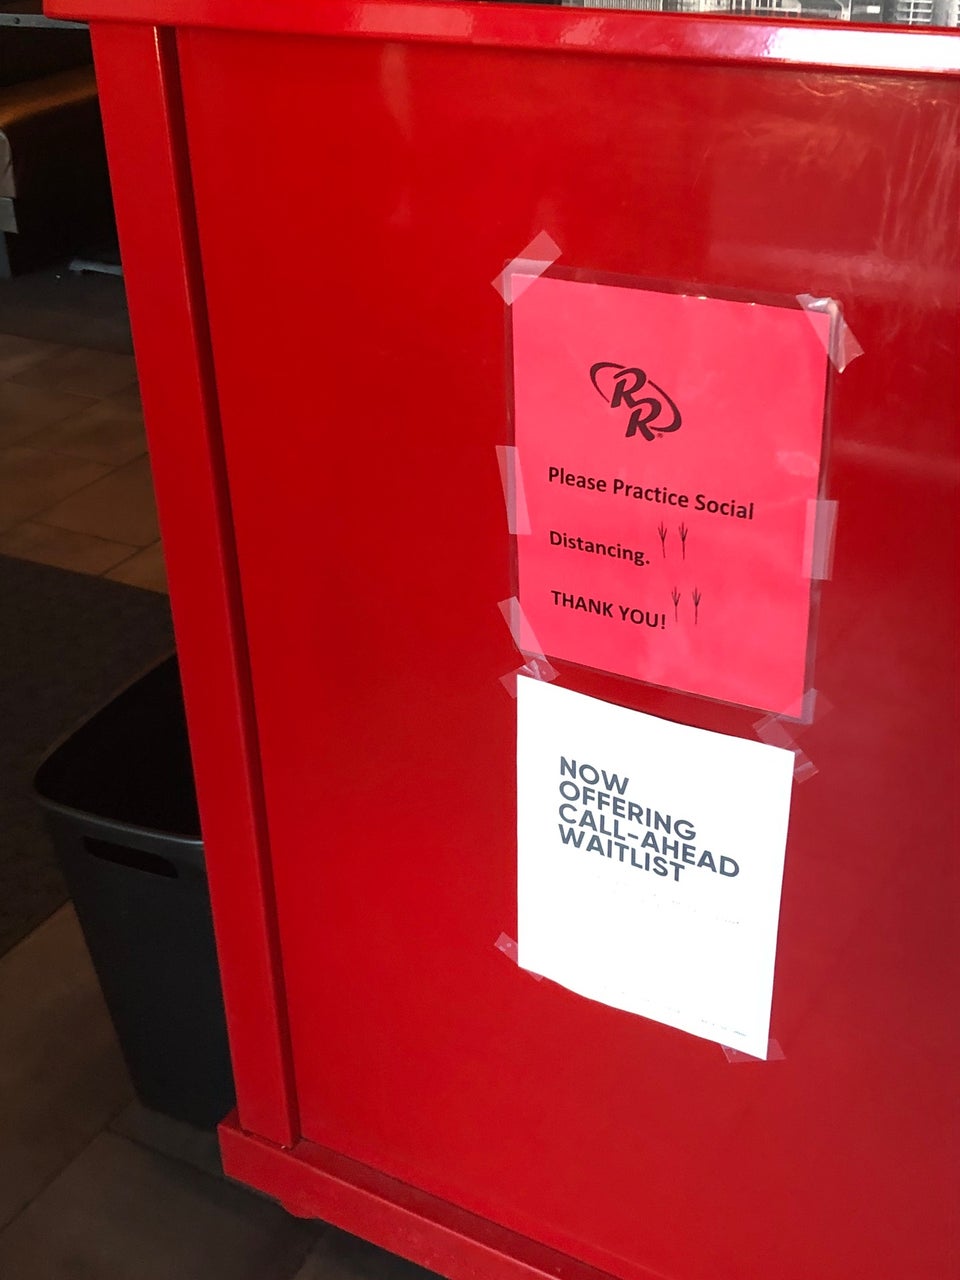 RR
Please Practice Social
Distancing.
THANK YOU!
NOW
OFFERING
CALL-AHEAD
WAITLIST